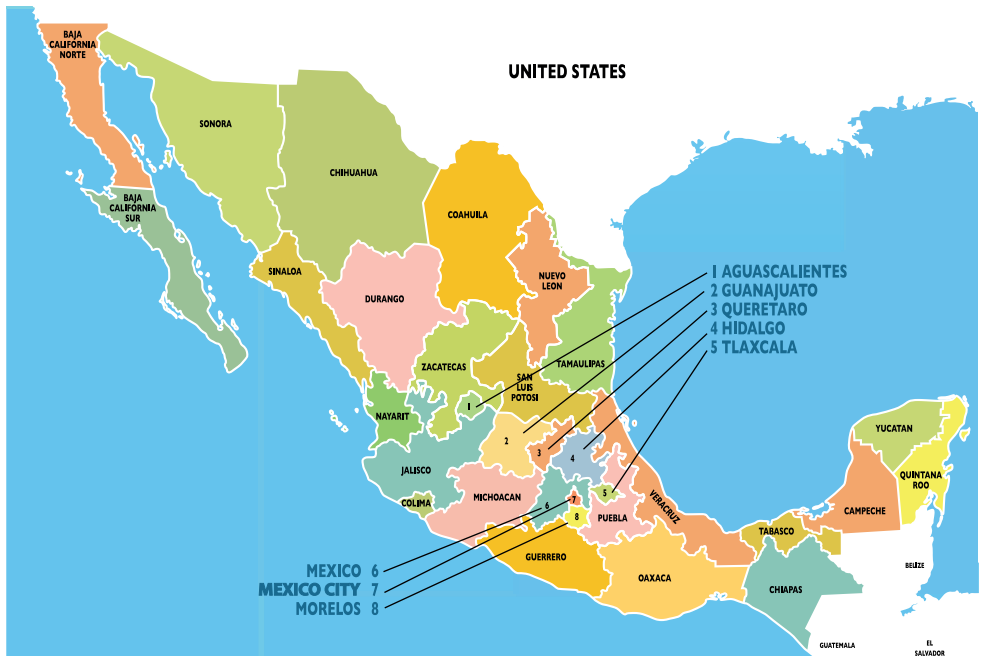 BAJA
CALIFORNIA
NORTE
UNITED STATES
SONORA
CHIHUAHUA
BAJA
CALIFORNIA
SUR
COAHUILA
SINALOA
NUEVO
LEON
DURANGO
1 AGUASCALIENTES
2 GUANAJUATO
3 QUERETARO
4 HIDALGO
5 TLAXCALA
ZACATECAS
TAMAULIPAS
SAN
LUIS
POTOSI
1
NAYARIT
2
3
4
YUCATAN
JALISCO
QUINTANA
ROO
COLIMA
MICHOACAN
5
6
7
8
PUEBLA
VERACRUZ
CAMPECHE
TABASCO
GUERRERO
MEXICO 6
MEXICO CITY 7
MORELOS 8
OAXACA
CHIAPAS
BELIZE
GUATEMALA
EL
SALVADOR